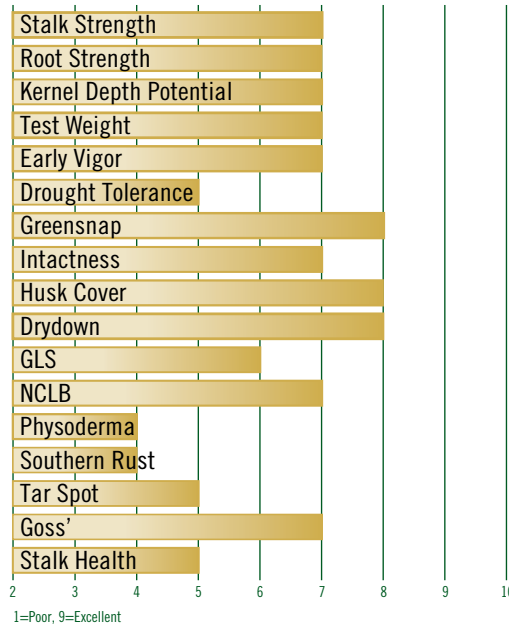 Stalk Strength
Root Strength
Kernel Depth Potential
Test Weight
Early Vigor
Drought Tolerance
Greensnap
Intactness
Husk Cover
Drydown
GLS
NCLB
Physoderma
Southern Rust
Tar Spot
Goss’
Stalk Health
2 3 4 5 6 7 8 9 10
1=Poor, 9=Excellent